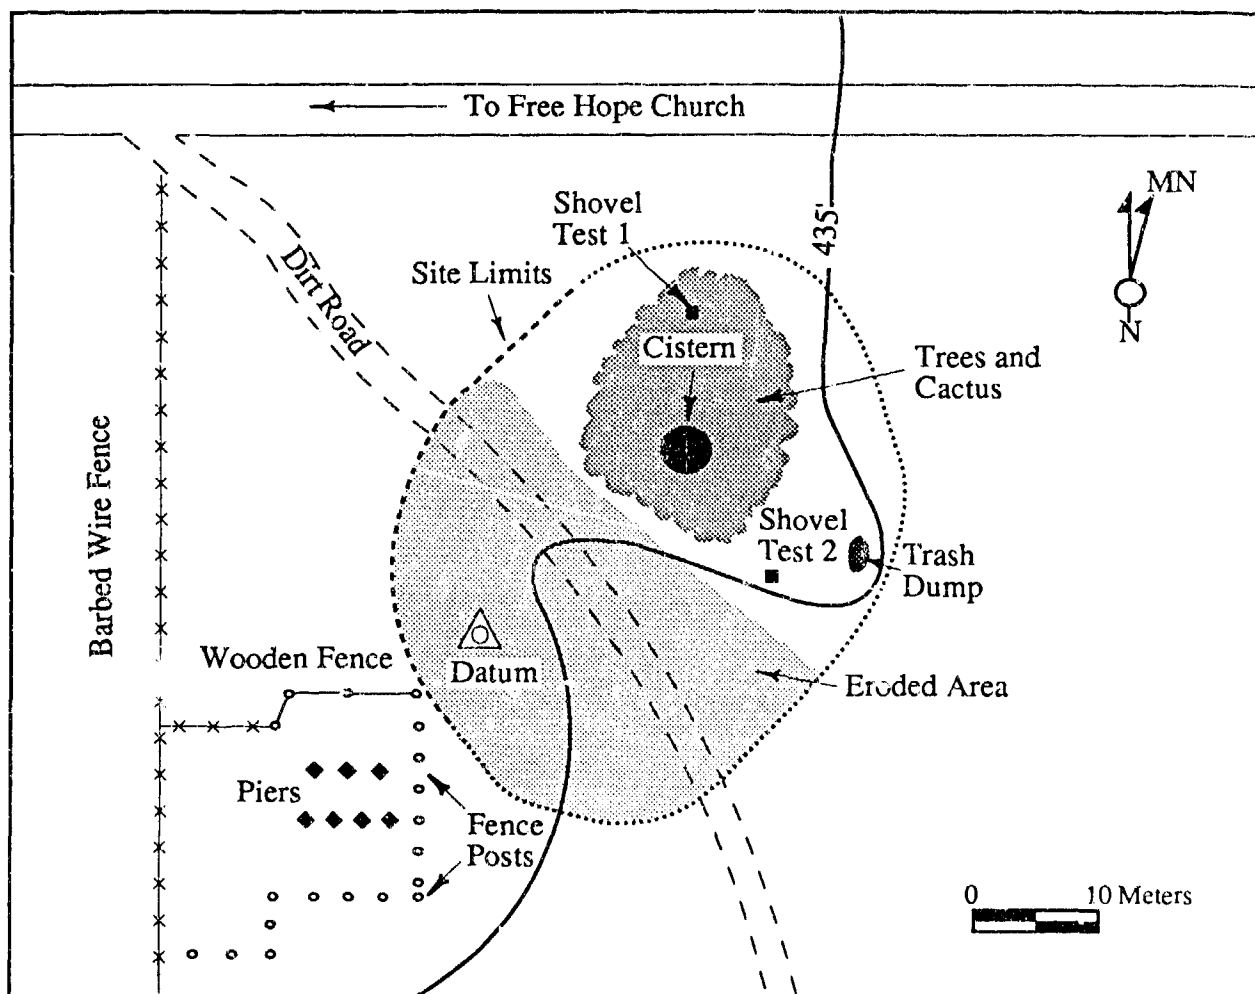 To Free Hope Church
MN
N
Shovel
Test 1
435'
Site Limits
Dirt Road
Cistern
Trees and
Cactus
Barbed Wire Fence
Shovel
Test 2
Trash
Dump
Wooden Fence
Datum
Eroded Area
Piers
Fence
Posts
0 10 Meters